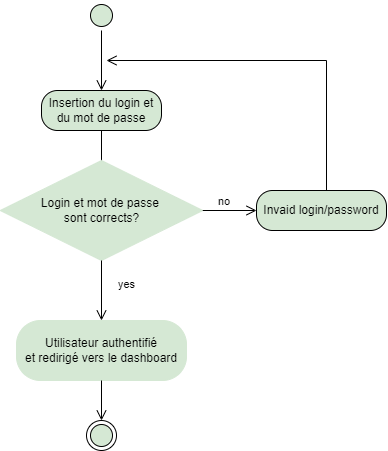 Insertion du login et
du mot de passe
Login et mot de passe
sont corrects?
no
Invaid login/password
yes
Utilisateur authentifié
et redirigé vers le dashboard